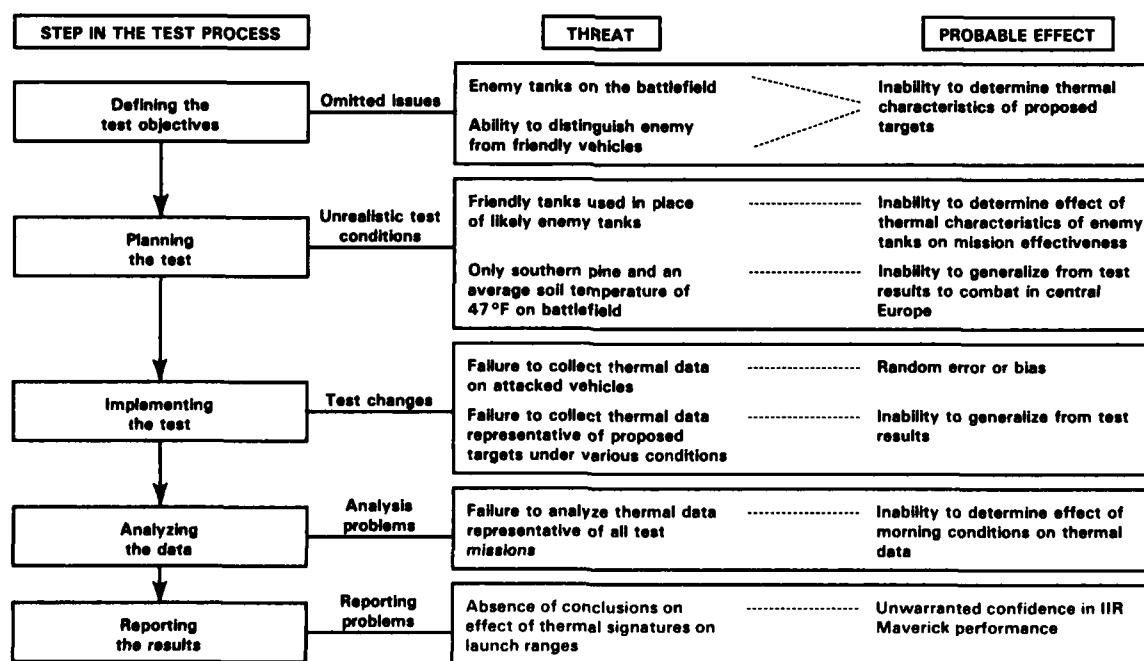 STEP IN THE TEST PROCESS
THREAT
PROBABLE EFFECT
Defining the
test objectives
Omitted issues
Enemy tanks on the battlefield
Ability to distinguish enemy
from friendly vehicles
Inability to determine thermal
characteristics of proposed
targets
Planning
the test
Unrealistic test
conditions
Friendly tanks used in place
of likely enemy tanks
Inability to determine effect of
thermal characteristics of enemy
tanks on mission effectiveness
Only southern pine and an
average soil temperature of
47°F on battlefield
Inability to generalize from test
results to combat in central
Europe
Implementing
the test
Test changes
Failure to collect thermal data
on attacked vehicles
Random error or bias
Failure to collect thermal data
representative of proposed
targets under various conditions
Inability to generalize from test
results
Analyzing
the data
Analysis
problems
Failure to analyze thermal data
representative of all test
missions
Inability to determine effect of
morning conditions on thermal
data
Reporting
the results
Reporting
problems
Absence of conclusions on
effect of thermal signatures on
launch ranges
Unwarranted confidence in IIR
Maverick performance